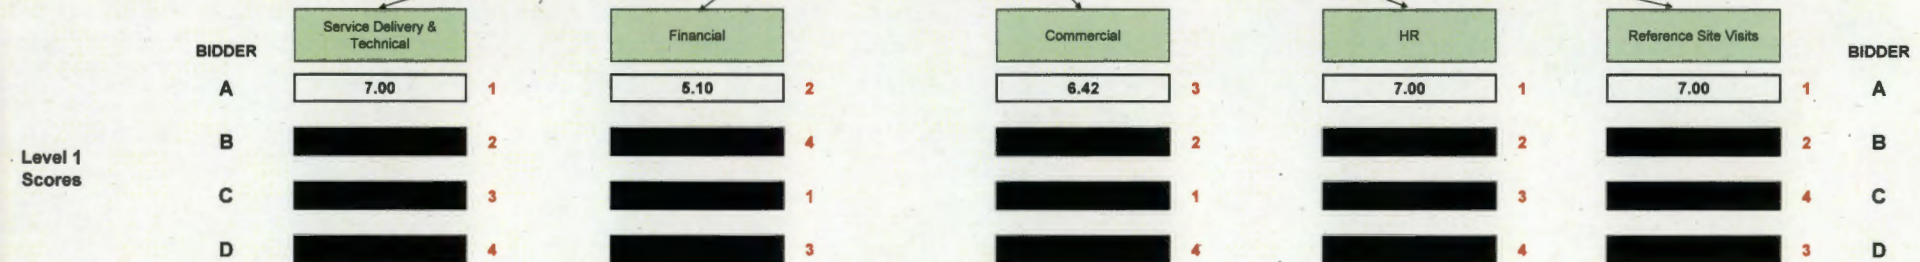 Service Delivery &
Technical
Financial
Commercial
HR
Reference Site Visits
BIDDER
BIDDER
A 7.00 1 5.10 2 6.42 3 7.00 1 7.00 1 A
B 2 4 2 2 2 B
Level 1
Scores
C 3 1 1 3 4 C
D 4 3 4 4 3 D